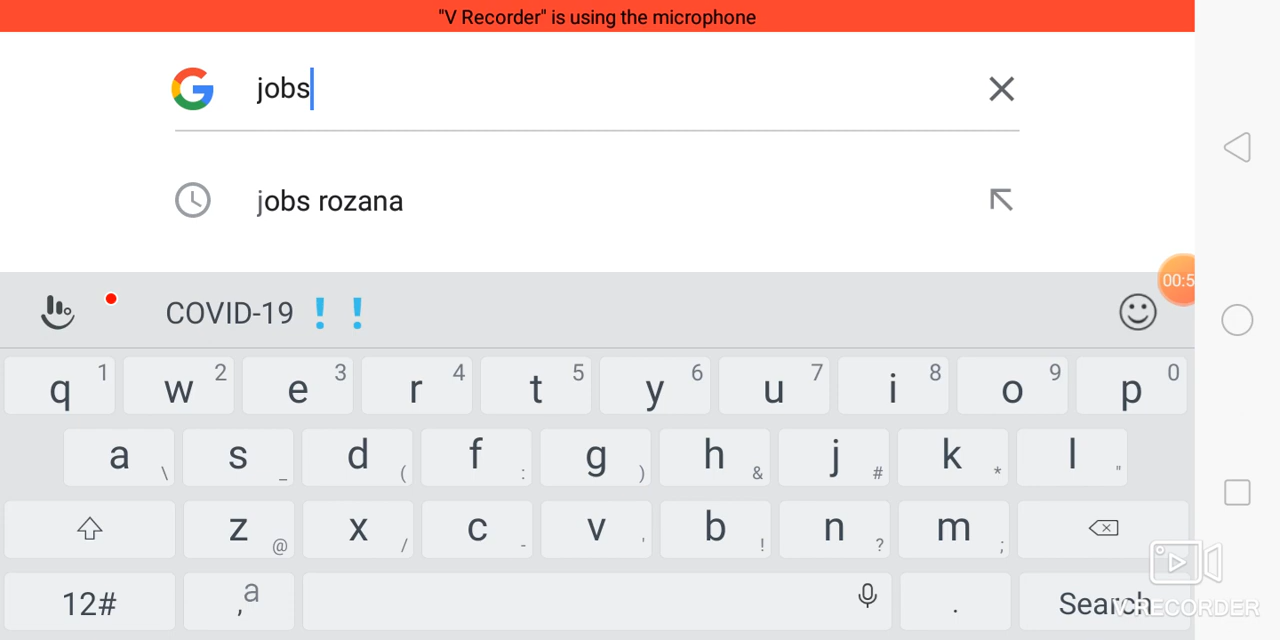 "V Recorder" is using the microphone
jobs
jobs rozana
00:5
COVID-19 ❗ ❗
q 1 w 2 e 3 r 4 t 5 y 6 u 7 i 8 o 9 p 0
a \ s _ d ( f : g ) h & j # k * l "
z @ x / c - v ' b ! n ? m ;
12# , a . Search
V RECORDER